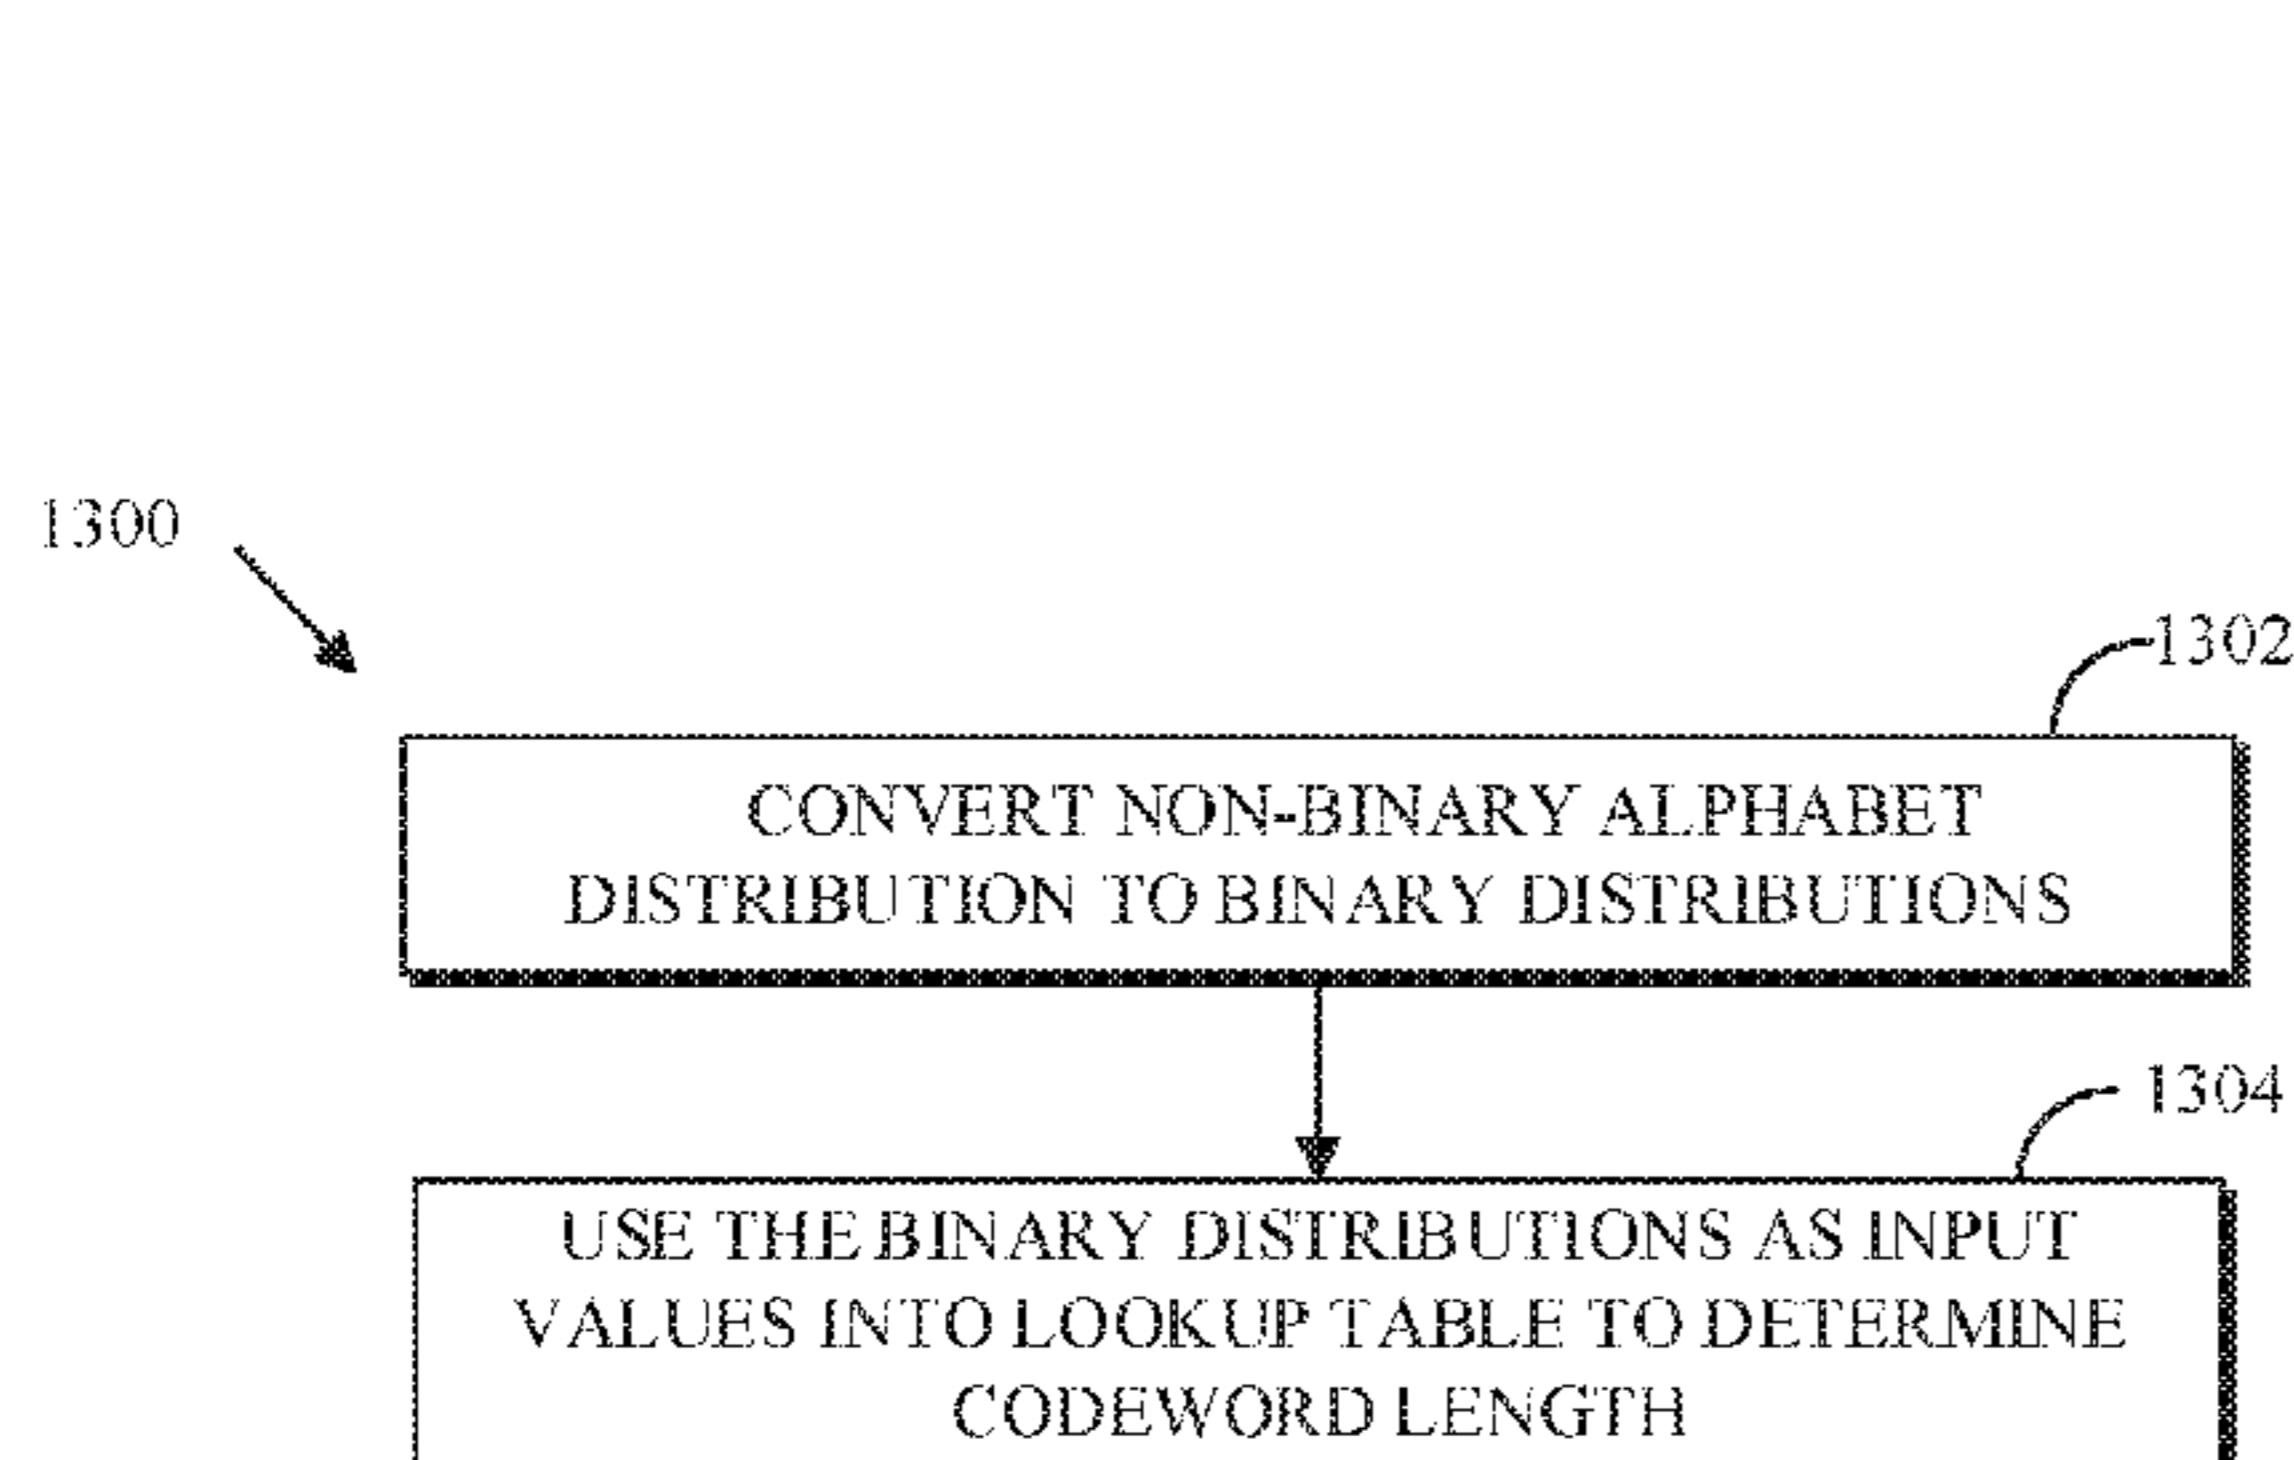 1300
1302
CONVERT NON-BINARY ALPHABET
DISTRIBUTION TO BINARY DISTRIBUTIONS
1304
USE THE BINARY DISTRIBUTIONS AS INPUT
VALUES INTO LOOKUP TABLE TO DETERMINE
CODEWORD LENGTH